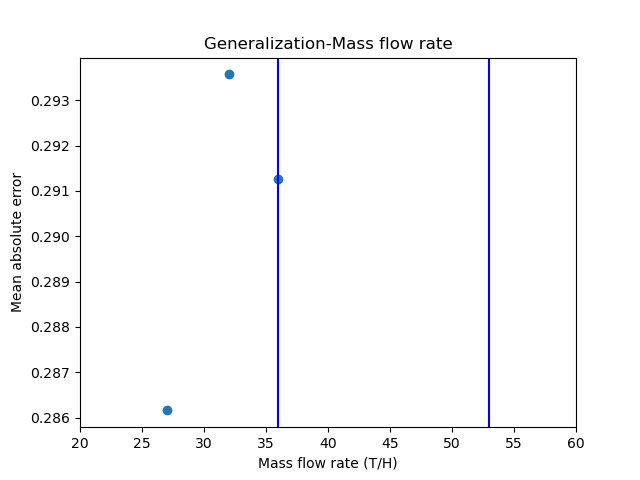 Generalization-Mass flow rate
0.293
0.292
0.291
0.290
0.289
0.288
0.287
0.286
Mean absolute error
20 25 30 35 40 45 50 55 60
Mass flow rate (T/H)